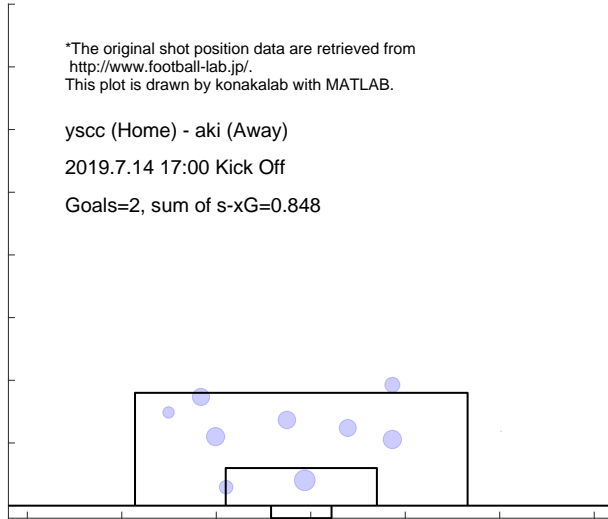 *The original shot position data are retrieved from
http://www.football-lab.jp/.
This plot is drawn by konakalab with MATLAB.
yscc (Home) - aki (Away)
2019.7.14 17:00 Kick Off
Goals=2, sum of s-xG=0.848